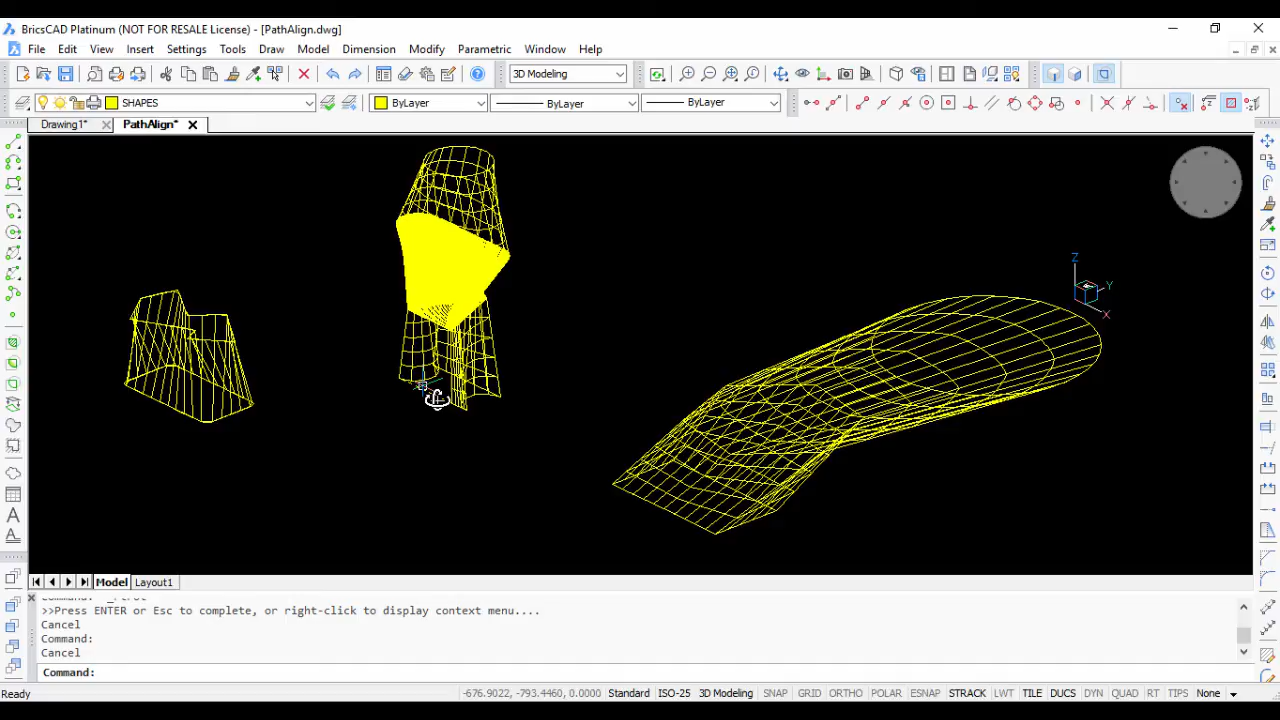 BricsCAD Platinum (NOT FOR RESALE License) - [PathAlign.dwg]
File Edit View Insert Settings Tools Draw Model Dimension Modify Parametric Window Help
3D Modeling
SHAPES ByLayer ByLayer ByLayer
Drawing1* PathAlign*
Z
Y
X
Model Layout1
>>Press ENTER or Esc to complete, or right-click to display context menu....
Cancel
Command:
Cancel
Command:
Ready -676.9022, -793.4460, 0.0000 Standard ISO-25 3D Modeling SNAP GRID ORTHO POLAR ESNAP STRACK LWT TILE DUCS DYN QUAD RT TIPS None